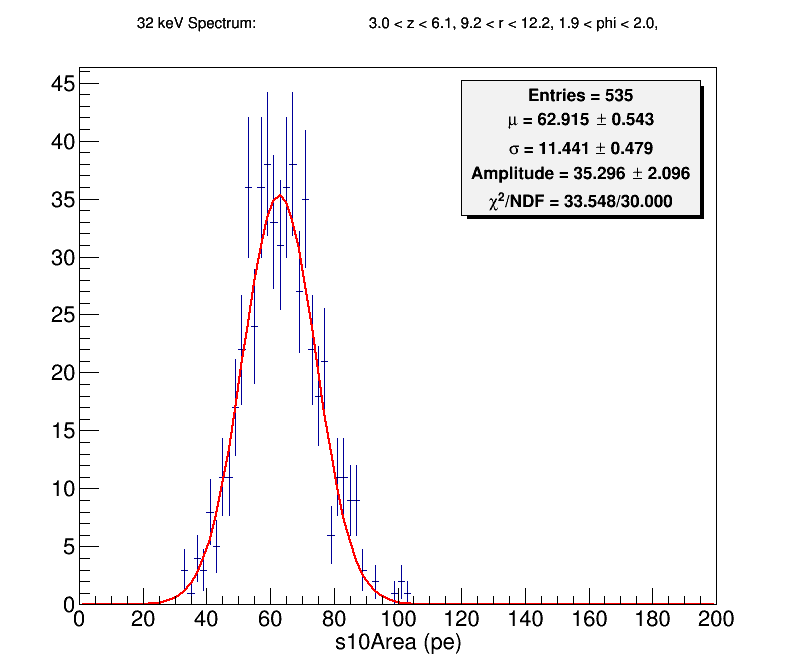 32 keV Spectrum: 3.0 < z < 6.1, 9.2 < r < 12.2, 1.9 < phi < 2.0,
Entries = 535
μ = 62.915 ± 0.543
σ = 11.441 ± 0.479
Amplitude = 35.296 ± 2.096
χ²/NDF = 33.548/30.000
45
40
35
30
25
20
15
10
5
0
0 20 40 60 80 100 120 140 160 180 200
s10Area (pe)